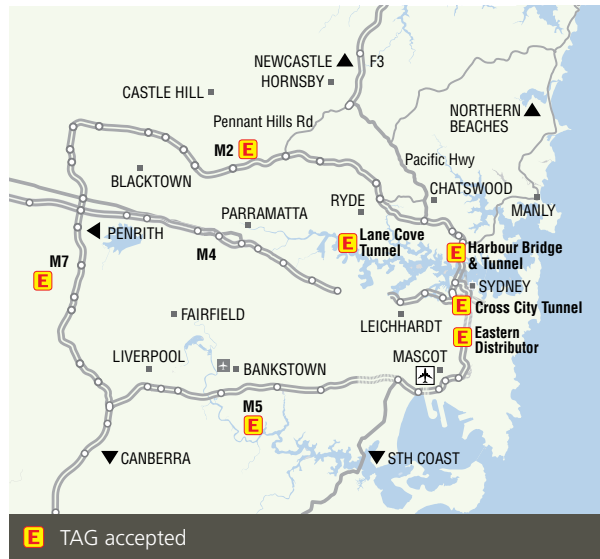 NEWCASTLE
F3
HORNSBY
CASTLE HILL
NORTHERN
BEACHES
Pennant Hills Rd
M2 E
Pacific Hwy
BLACKTOWN
CHATSWOOD
RYDE
MANLY
PARRAMATTA
PENRITH
E Lane Cove
Tunnel
E Harbour Bridge
& Tunnel
M4
M7
E
SYDNEY
E Cross City Tunnel
FAIRFIELD
LEICHHARDT
E Eastern
Distributor
LIVERPOOL
BANKSTOWN
MASCOT
M5
E
CANBERRA
STH COAST
E TAG accepted